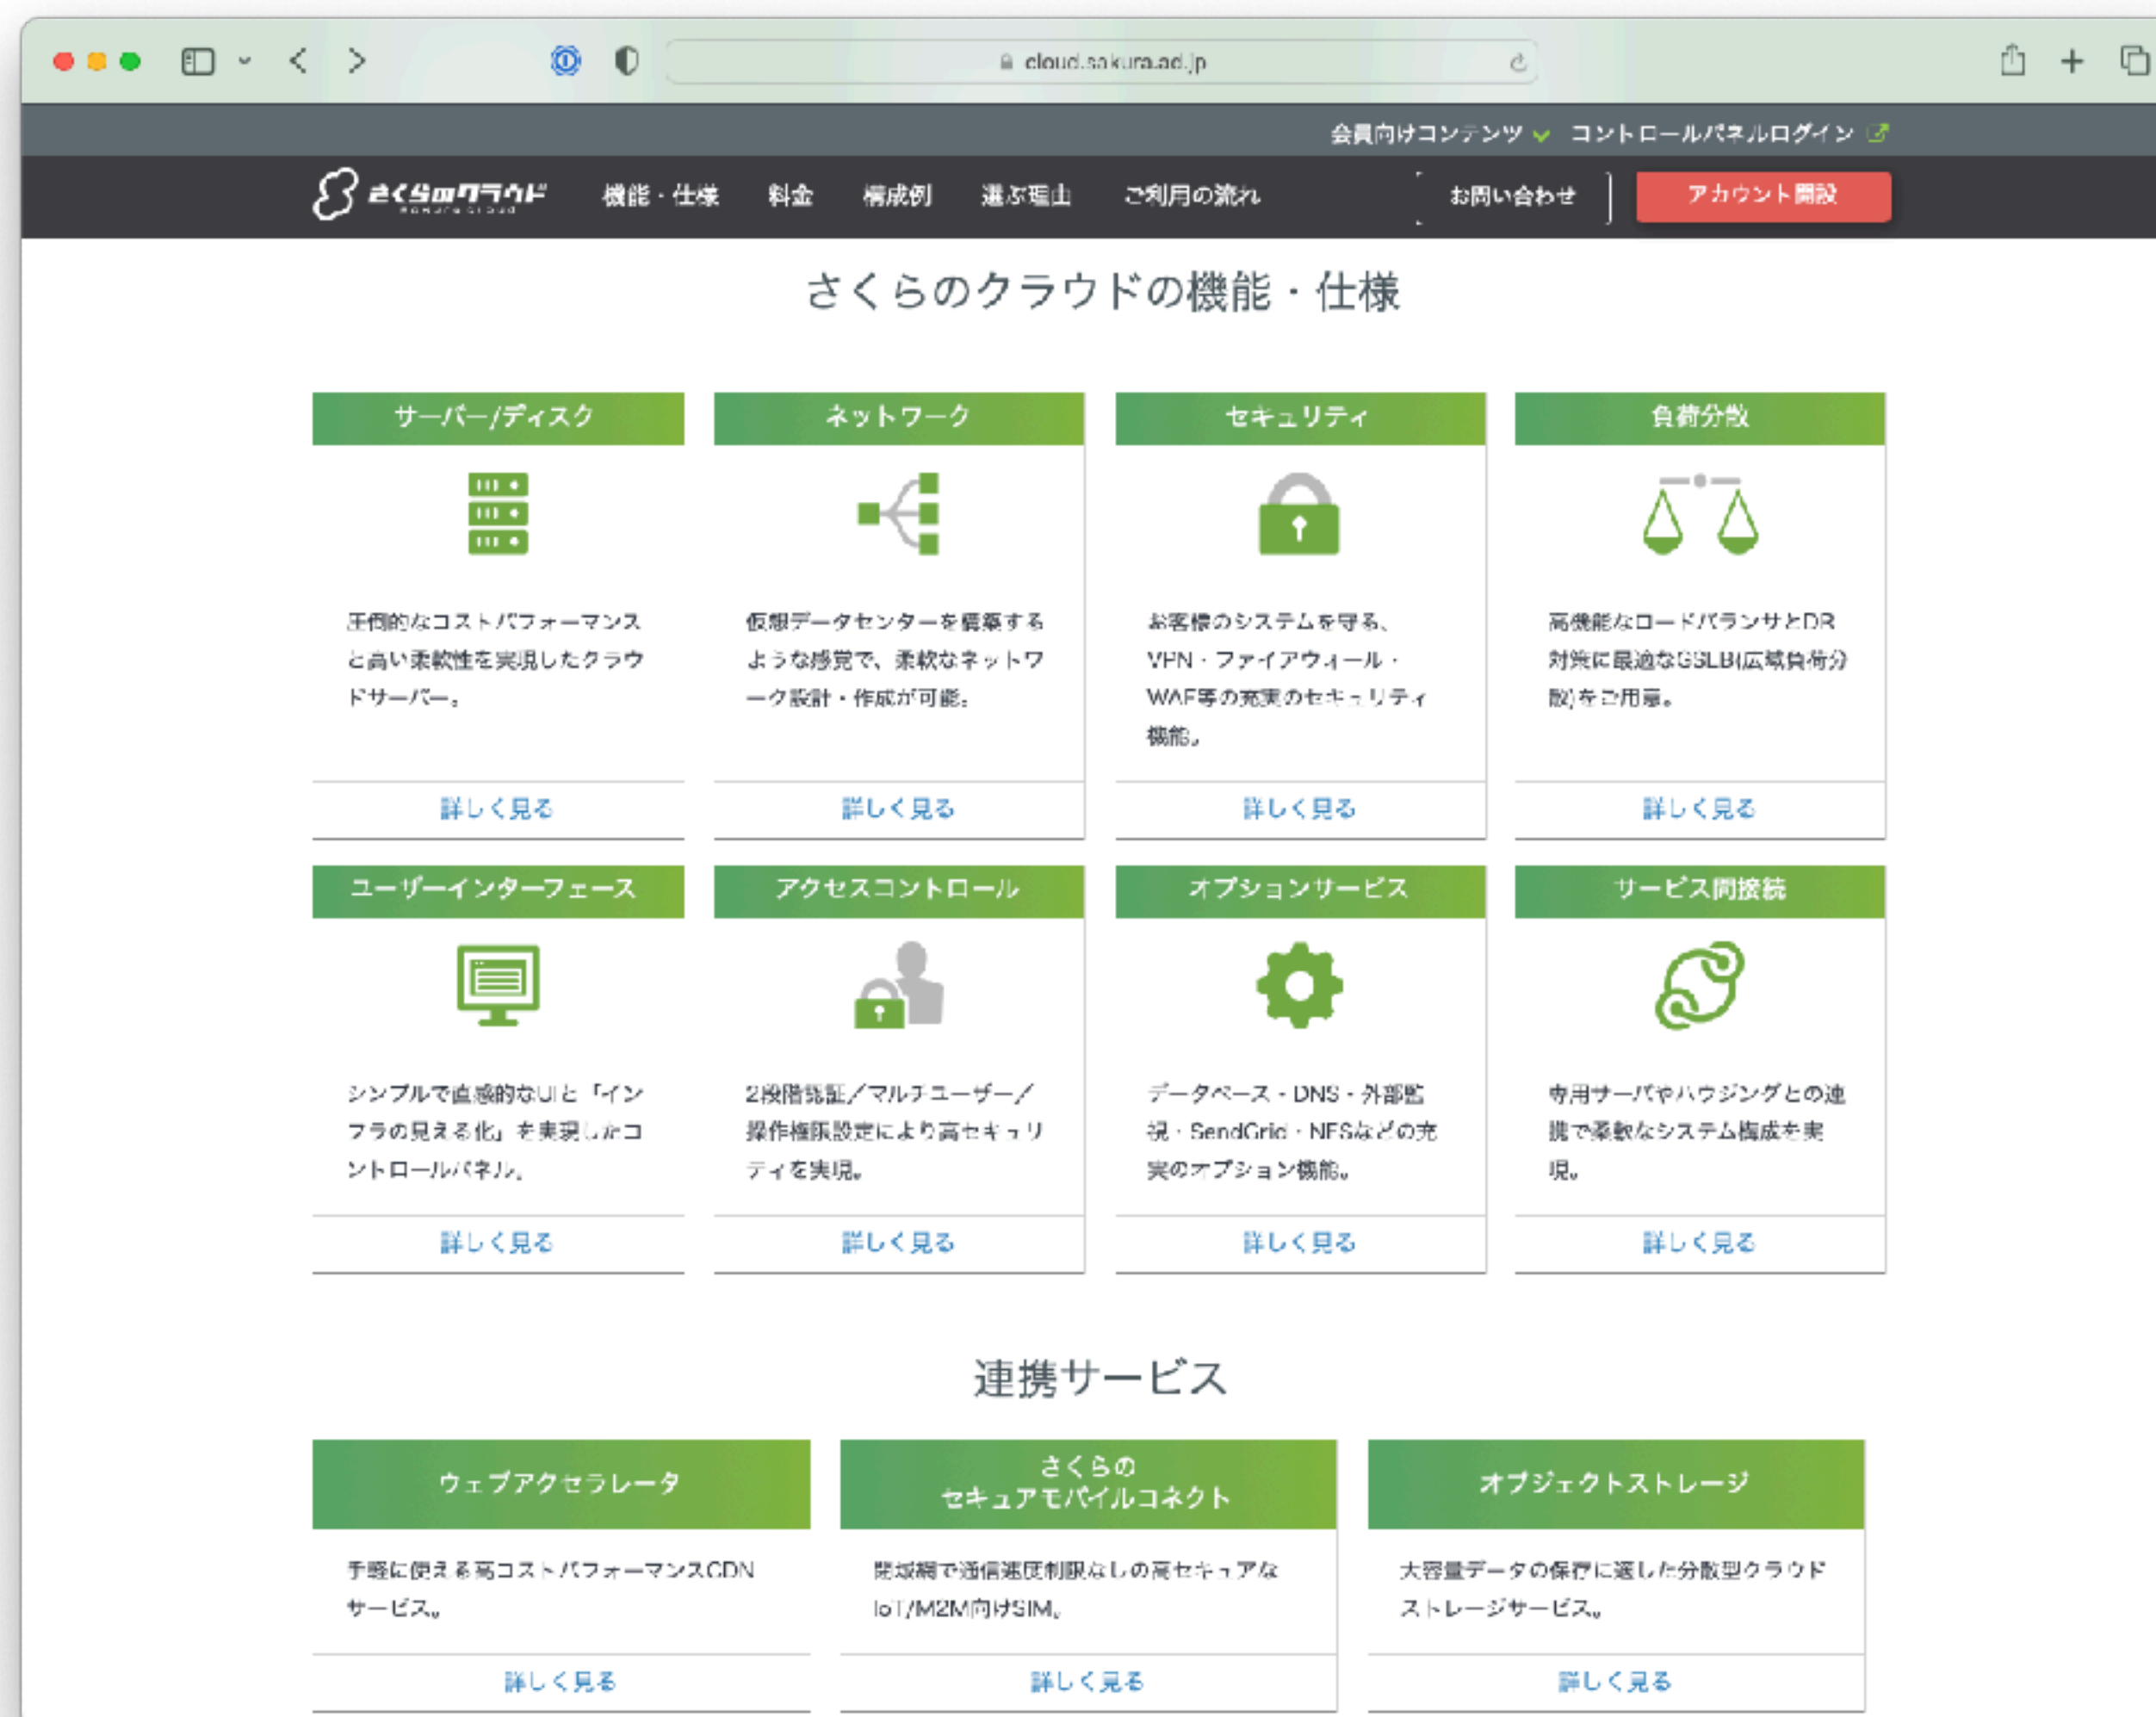 cloud.sakura.ad.jp
会員向けコンテンツ コントロールパネルログイン
さくらのクラウド 機能・仕様 料金 構成例 選ぶ理由 ご利用の流れ お問い合わせ アカウント開設
sakura cloud
さくらのクラウドの機能・仕様
サーバー/ディスク
圧倒的なコストパフォーマンス
と高い柔軟性を実現したクラウ
ドサーバー。
詳しく見る
ネットワーク
仮想データセンターを構築する
ような感覚で、柔軟なネットワ
ーク設計・作成が可能。
詳しく見る
セキュリティ
お客様のシステムを守る、
VPN・ファイアウォール・
WAF等の充実のセキュリティ
機能。
詳しく見る
負荷分散
高機能なロードバランサとDR
対策に最適なGSLB(広域負荷分
散)をご用意。
詳しく見る
ユーザーインターフェース
シンプルで直感的なUIと「イン
フラの見える化」を実現したコ
ントロールパネル。
詳しく見る
アクセスコントロール
2段階認証／マルチユーザー／
操作権限設定により高セキュリ
ティを実現。
詳しく見る
オプションサービス
データベース・DNS・外部監
視・SendGrid・NFSなどの充
実のオプション機能。
詳しく見る
サービス間接続
専用サーバやハウジングとの連
携で柔軟なシステム構成を実
現。
詳しく見る
連携サービス
ウェブアクセラレータ
手軽に使える高コストパフォーマンスCDN
サービス。
詳しく見る
さくらの
セキュアモバイルコネクト
閉域網で通信速度制限なしの高セキュアな
IoT/M2M向けSIM。
詳しく見る
オブジェクトストレージ
大容量データの保存に適した分散型クラウド
ストレージサービス。
詳しく見る